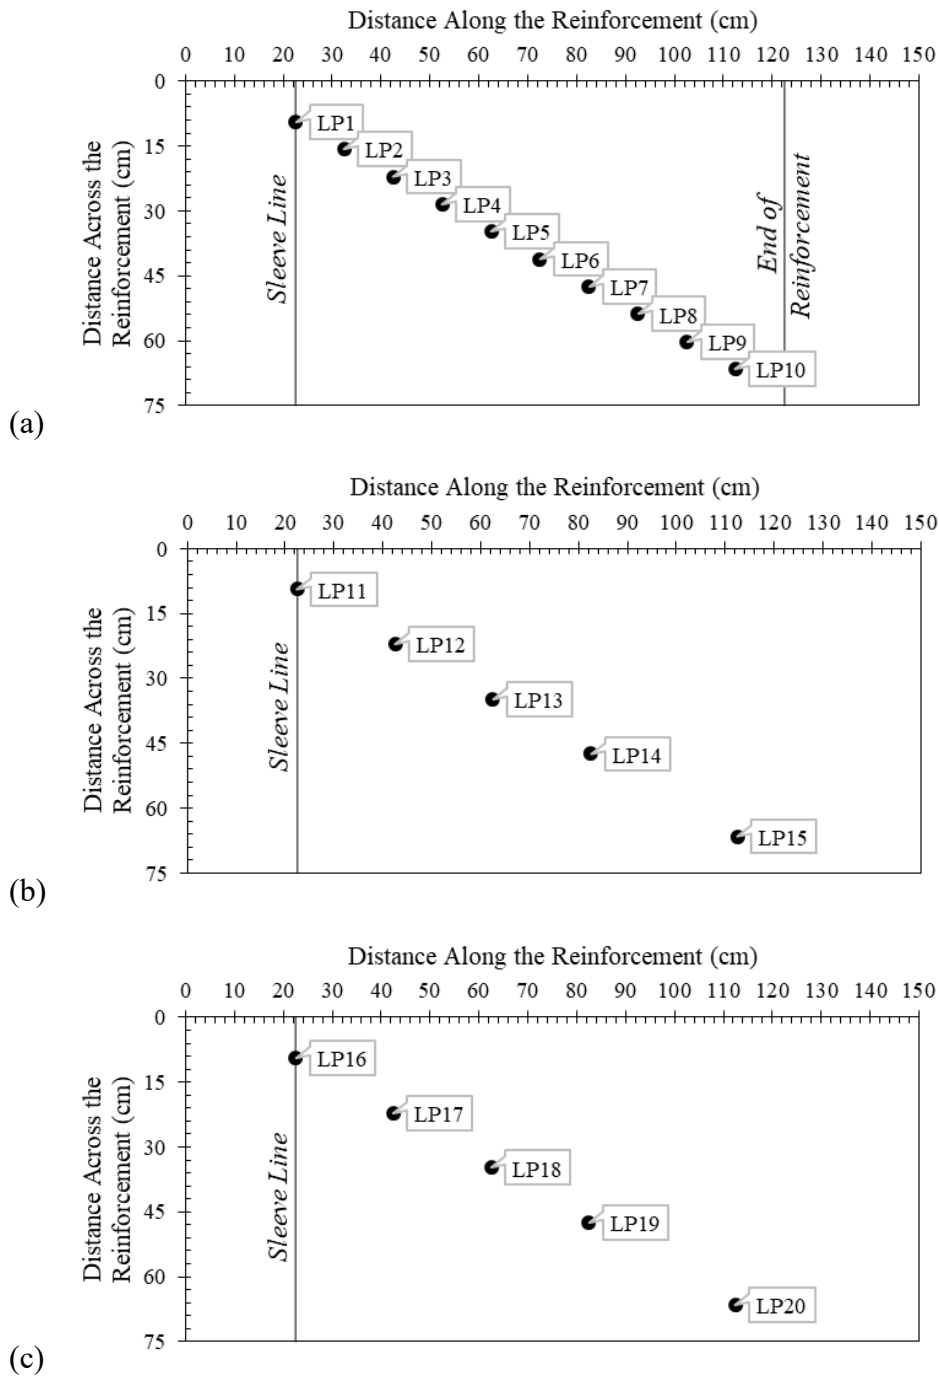 Distance Along the Reinforcement (cm)
0 10 20 30 40 50 60 70 80 90 100 110 120 130 140 150
0
15
30
45
60
75
Distance Across the
Reinforcement (cm)
Sleeve Line
LP1
LP2
LP3
LP4
LP5
LP6
LP7
LP8
LP9
LP10
End of
Reinforcement
(a)
Distance Along the Reinforcement (cm)
0 10 20 30 40 50 60 70 80 90 100 110 120 130 140 150
0
15
30
45
60
75
Distance Across the
Reinforcement (cm)
Sleeve Line
LP11
LP12
LP13
LP14
LP15
(b)
Distance Along the Reinforcement (cm)
0 10 20 30 40 50 60 70 80 90 100 110 120 130 140 150
0
15
30
45
60
75
Distance Across the
Reinforcement (cm)
Sleeve Line
LP16
LP17
LP18
LP19
LP20
(c)